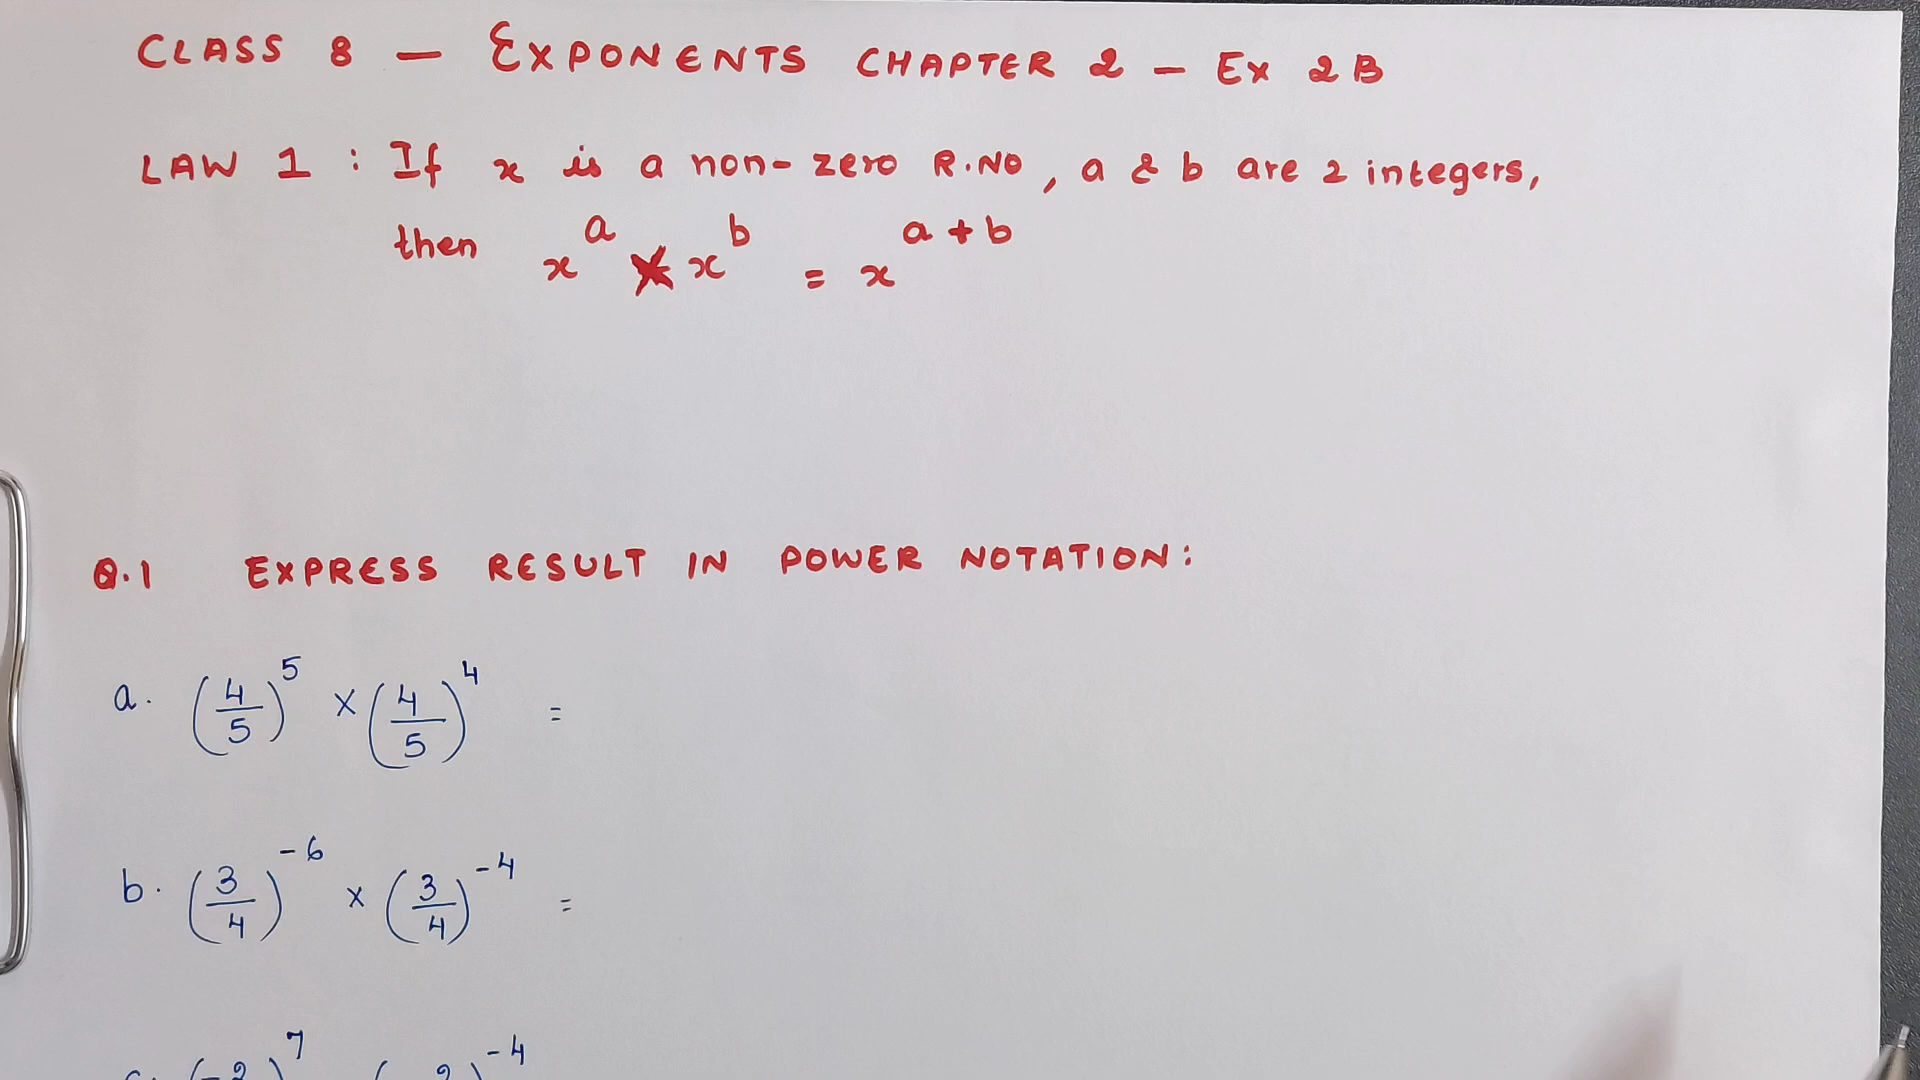 CLASS 8 — EXPONENTS CHAPTER 2 — EX 2B
LAW 1 : If x is a non-zero R.NO, a & b are 2 integers,
then x^a × x^b = x^(a+b)
Q.1 EXPRESS RESULT IN POWER NOTATION:
a. (4/5)^5 × (4/5)^4 =
b. (3/4)^-6 × (3/4)^-4 =